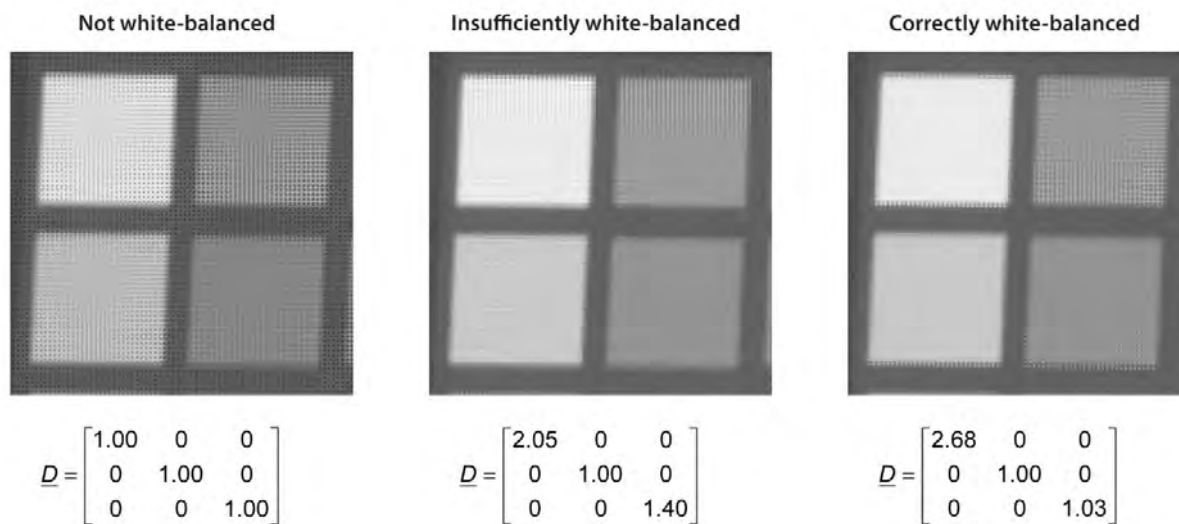 Not white-balanced Insufficiently white-balanced Correctly white-balanced
D = [1.00 0 0
0 1.00 0
0 0 1.00]
D = [2.05 0 0
0 1.00 0
0 0 1.40]
D = [2.68 0 0
0 1.00 0
0 0 1.03]